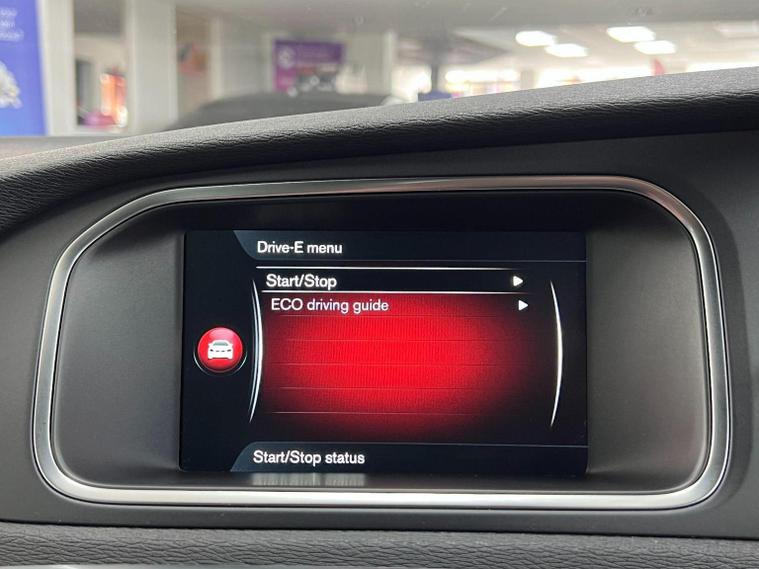 Drive-E menu
Start/Stop
ECO driving guide
Start/Stop status